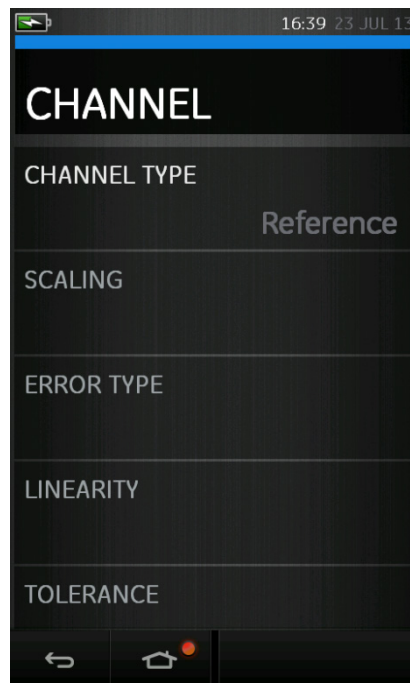 16:39 23 JUL 13
CHANNEL
CHANNEL TYPE
Reference
SCALING
ERROR TYPE
LINEARITY
TOLERANCE